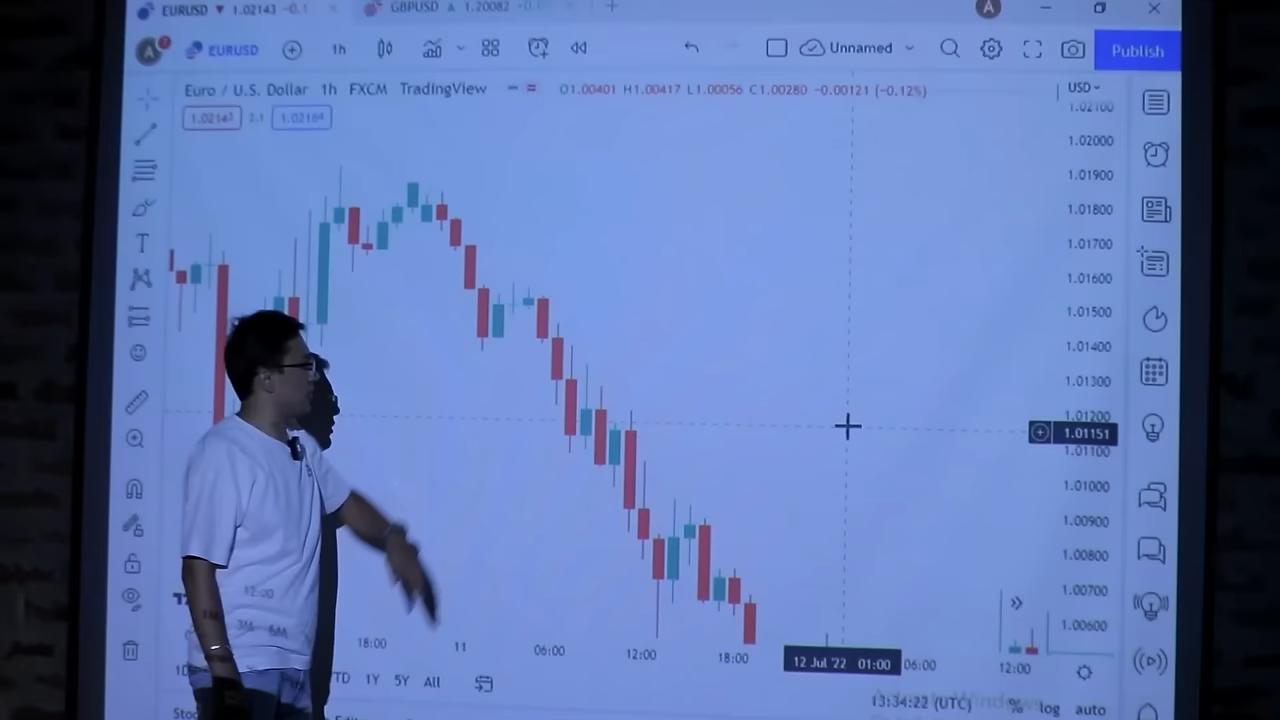 EURUSD ▼ 1.02143 −0.1
GBPUSD ▲ 1.20082
A EURUSD 1h Unnamed Publish
Euro / U.S. Dollar 1h FXCM TradingView O1.00401 H1.00417 L1.00056 C1.00280 −0.00121 (−0.12%) USD
1.02143 2.1 1.02164
1.02100
1.02000
1.01900
1.01800
1.01700
1.01600
1.01500
1.01400
1.01300
1.01200
1.01151
1.01100
1.01000
1.00900
1.00800
1.00700
1.00600
12:00 18:00 11 06:00 12:00 18:00 12 Jul '22 01:00 06:00 12:00
1M 3M 6M YTD 1Y 5Y All
13:34:22 (UTC) % log auto